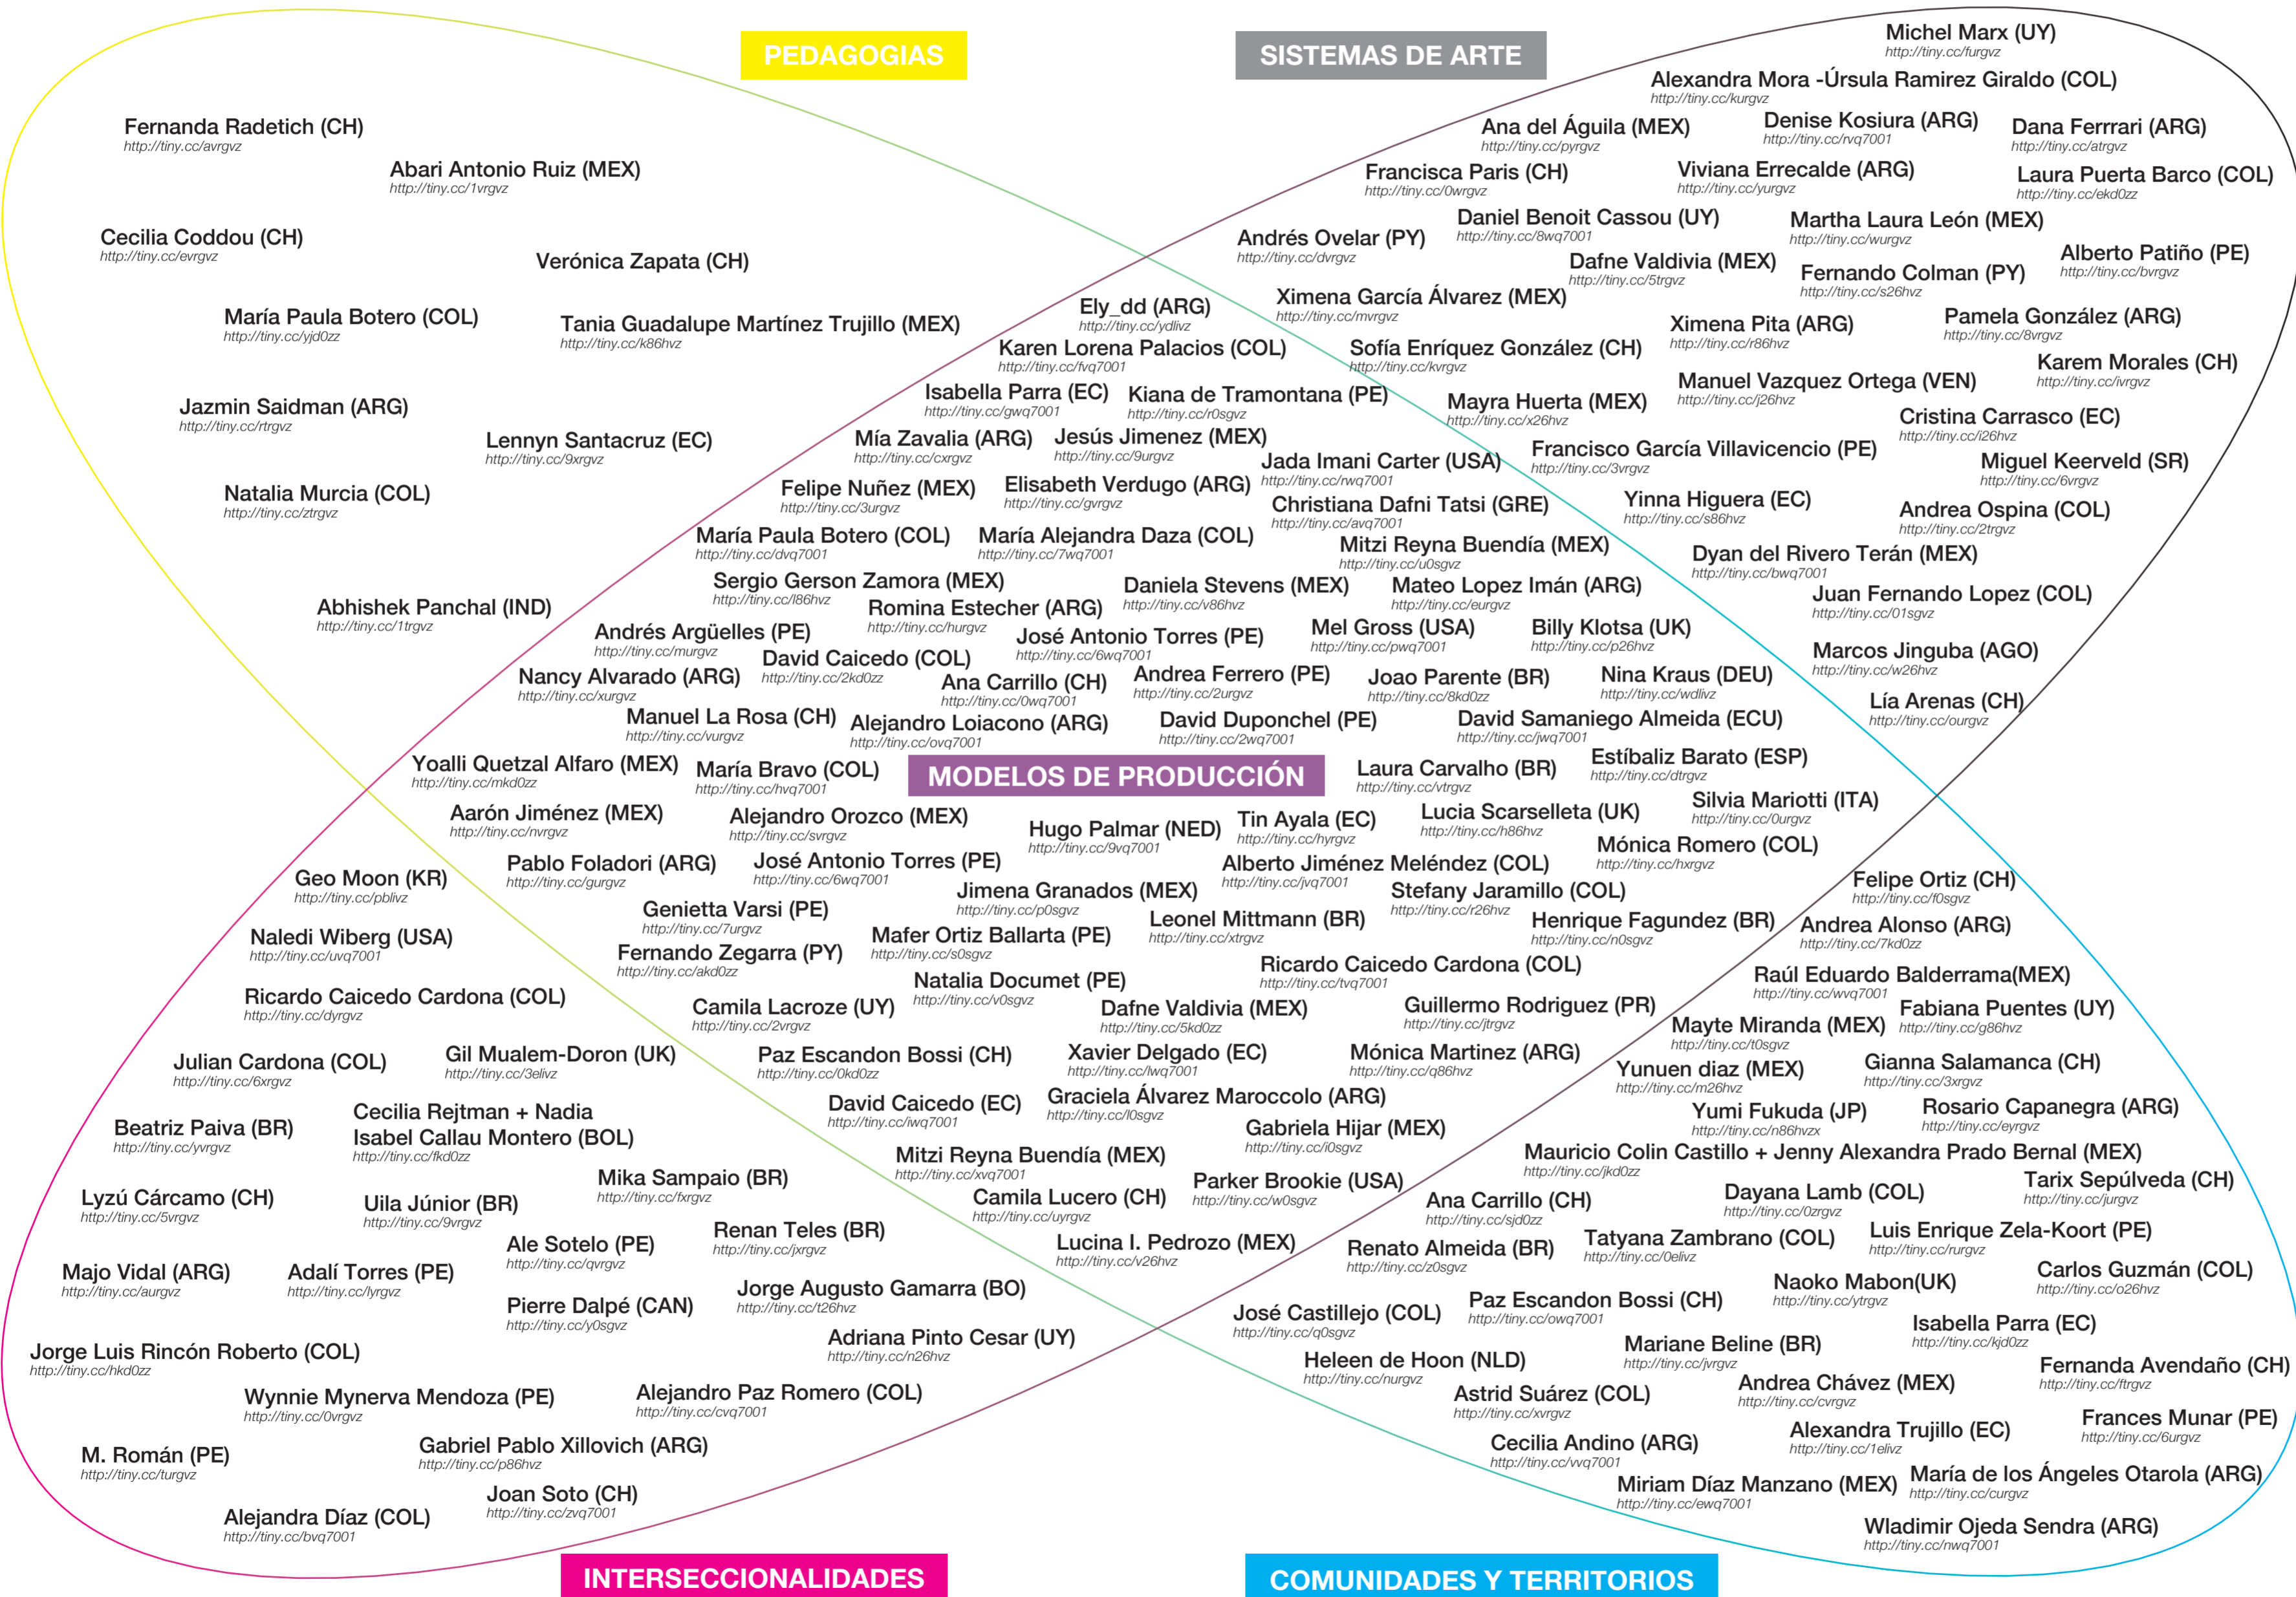 PEDAGOGIAS
SISTEMAS DE ARTE
Fernanda Radetich (CH)
http://tiny.cc/avrgvz
Abari Antonio Ruiz (MEX)
http://tiny.cc/1vrgvz
Cecilia Coddou (CH)
http://tiny.cc/evrgvz
Verónica Zapata (CH)
María Paula Botero (COL)
http://tiny.cc/yjd0zz
Tania Guadalupe Martínez Trujillo (MEX)
http://tiny.cc/k86hvz
Jazmin Saidman (ARG)
http://tiny.cc/rtrgvz
Lennyn Santacruz (EC)
http://tiny.cc/9xrgvz
Natalia Murcia (COL)
http://tiny.cc/ztrgvz
Abhishek Panchal (IND)
http://tiny.cc/1trgvz
Michel Marx (UY)
http://tiny.cc/furgvz
Alexandra Mora -Úrsula Ramirez Giraldo (COL)
http://tiny.cc/kurgvz
Ana del Águila (MEX)
http://tiny.cc/pyrgvz
Denise Kosiura (ARG)
http://tiny.cc/rvq7001
Dana Ferrrari (ARG)
http://tiny.cc/atrgvz
Francisca Paris (CH)
http://tiny.cc/0wrgvz
Viviana Errecalde (ARG)
http://tiny.cc/yurgvz
Laura Puerta Barco (COL)
http://tiny.cc/ekd0zz
Andrés Ovelar (PY)
http://tiny.cc/dvrgvz
Daniel Benoit Cassou (UY)
http://tiny.cc/8wq7001
Martha Laura León (MEX)
http://tiny.cc/wurgvz
Dafne Valdivia (MEX)
http://tiny.cc/5trgvz
Fernando Colman (PY)
http://tiny.cc/s26hvz
Alberto Patiño (PE)
http://tiny.cc/bvrgvz
Ximena García Álvarez (MEX)
http://tiny.cc/mvrgvz
Ximena Pita (ARG)
http://tiny.cc/r86hvz
Pamela González (ARG)
http://tiny.cc/8vrgvz
Sofía Enríquez González (CH)
http://tiny.cc/kvrgvz
Karem Morales (CH)
http://tiny.cc/ivrgvz
Manuel Vazquez Ortega (VEN)
http://tiny.cc/j26hvz
Mayra Huerta (MEX)
http://tiny.cc/x26hvz
Cristina Carrasco (EC)
http://tiny.cc/i26hvz
Francisco García Villavicencio (PE)
http://tiny.cc/3vrgvz
Miguel Keerveld (SR)
http://tiny.cc/6vrgvz
Yinna Higuera (EC)
http://tiny.cc/s86hvz
Andrea Ospina (COL)
http://tiny.cc/2trgvz
Dyan del Rivero Terán (MEX)
http://tiny.cc/bwq7001
Juan Fernando Lopez (COL)
http://tiny.cc/01sgvz
Marcos Jinguba (AGO)
http://tiny.cc/w26hvz
Lía Arenas (CH)
http://tiny.cc/ourgvz
Ely_dd (ARG)
http://tiny.cc/ydlivz
Karen Lorena Palacios (COL)
http://tiny.cc/fvq7001
Isabella Parra (EC)
http://tiny.cc/gwq7001
Kiana de Tramontana (PE)
http://tiny.cc/r0sgvz
Mía Zavalia (ARG)
http://tiny.cc/cxrgvz
Jesús Jimenez (MEX)
http://tiny.cc/9urgvz
Jada Imani Carter (USA)
http://tiny.cc/rwq7001
Felipe Nuñez (MEX)
http://tiny.cc/3urgvz
Elisabeth Verdugo (ARG)
http://tiny.cc/gvrgvz
Christiana Dafni Tatsi (GRE)
http://tiny.cc/avq7001
María Paula Botero (COL)
http://tiny.cc/dvq7001
María Alejandra Daza (COL)
http://tiny.cc/7wq7001
Mitzi Reyna Buendía (MEX)
http://tiny.cc/u0sgvz
Sergio Gerson Zamora (MEX)
http://tiny.cc/l86hvz
Daniela Stevens (MEX)
http://tiny.cc/v86hvz
Mateo Lopez Imán (ARG)
http://tiny.cc/eurgvz
Romina Estecher (ARG)
http://tiny.cc/hurgvz
Andrés Argüelles (PE)
http://tiny.cc/murgvz
José Antonio Torres (PE)
http://tiny.cc/6wq7001
Mel Gross (USA)
http://tiny.cc/pwq7001
Billy Klotsa (UK)
http://tiny.cc/p26hvz
David Caicedo (COL)
http://tiny.cc/2kd0zz
Nancy Alvarado (ARG)
http://tiny.cc/xurgvz
Ana Carrillo (CH)
http://tiny.cc/0wq7001
Andrea Ferrero (PE)
http://tiny.cc/2urgvz
Joao Parente (BR)
http://tiny.cc/8kd0zz
Nina Kraus (DEU)
http://tiny.cc/wdlivz
Manuel La Rosa (CH)
http://tiny.cc/vurgvz
Alejandro Loiacono (ARG)
http://tiny.cc/ovq7001
David Duponchel (PE)
http://tiny.cc/2wq7001
David Samaniego Almeida (ECU)
http://tiny.cc/jwq7001
Yoalli Quetzal Alfaro (MEX)
http://tiny.cc/mkd0zz
María Bravo (COL)
http://tiny.cc/hvq7001
MODELOS DE PRODUCCIÓN
Laura Carvalho (BR)
http://tiny.cc/vtrgvz
Estíbaliz Barato (ESP)
http://tiny.cc/dtrgvz
Aarón Jiménez (MEX)
http://tiny.cc/nvrgvz
Alejandro Orozco (MEX)
http://tiny.cc/svrgvz
Hugo Palmar (NED)
http://tiny.cc/9vq7001
Tin Ayala (EC)
http://tiny.cc/hyrgvz
Lucia Scarselleta (UK)
http://tiny.cc/h86hvz
Silvia Mariotti (ITA)
http://tiny.cc/0urgvz
Mónica Romero (COL)
http://tiny.cc/hxrgvz
Pablo Foladori (ARG)
http://tiny.cc/gurgvz
José Antonio Torres (PE)
http://tiny.cc/6wq7001
Alberto Jiménez Meléndez (COL)
http://tiny.cc/jvq7001
Jimena Granados (MEX)
http://tiny.cc/p0sgvz
Stefany Jaramillo (COL)
http://tiny.cc/r26hvz
Genietta Varsi (PE)
http://tiny.cc/7urgvz
Leonel Mittmann (BR)
http://tiny.cc/xtrgvz
Henrique Fagundez (BR)
http://tiny.cc/n0sgvz
Mafer Ortiz Ballarta (PE)
http://tiny.cc/s0sgvz
Fernando Zegarra (PY)
http://tiny.cc/akd0zz
Ricardo Caicedo Cardona (COL)
http://tiny.cc/tvq7001
Natalia Documet (PE)
http://tiny.cc/v0sgvz
Camila Lacroze (UY)
http://tiny.cc/2vrgvz
Dafne Valdivia (MEX)
http://tiny.cc/5kd0zz
Guillermo Rodriguez (PR)
http://tiny.cc/jtrgvz
Paz Escandon Bossi (CH)
http://tiny.cc/0kd0zz
Xavier Delgado (EC)
http://tiny.cc/lwq7001
Mónica Martinez (ARG)
http://tiny.cc/q86hvz
David Caicedo (EC)
http://tiny.cc/iwq7001
Graciela Álvarez Maroccolo (ARG)
http://tiny.cc/l0sgvz
Gabriela Hijar (MEX)
http://tiny.cc/i0sgvz
Mitzi Reyna Buendía (MEX)
http://tiny.cc/xvq7001
Parker Brookie (USA)
http://tiny.cc/w0sgvz
Camila Lucero (CH)
http://tiny.cc/uyrgvz
Lucina I. Pedrozo (MEX)
http://tiny.cc/v26hvz
Geo Moon (KR)
http://tiny.cc/pblivz
Naledi Wiberg (USA)
http://tiny.cc/uvq7001
Ricardo Caicedo Cardona (COL)
http://tiny.cc/dyrgvz
Julian Cardona (COL)
http://tiny.cc/6xrgvz
Gil Mualem-Doron (UK)
http://tiny.cc/3elivz
Beatriz Paiva (BR)
http://tiny.cc/yvrgvz
Cecilia Rejtman + Nadia
Isabel Callau Montero (BOL)
http://tiny.cc/fkd0zz
Mika Sampaio (BR)
http://tiny.cc/fxrgvz
Lyzú Cárcamo (CH)
http://tiny.cc/5vrgvz
Uila Júnior (BR)
http://tiny.cc/9vrgvz
Renan Teles (BR)
http://tiny.cc/jxrgvz
Ale Sotelo (PE)
http://tiny.cc/qvrgvz
Majo Vidal (ARG)
http://tiny.cc/aurgvz
Adalí Torres (PE)
http://tiny.cc/lyrgvz
Jorge Augusto Gamarra (BO)
http://tiny.cc/t26hvz
Pierre Dalpé (CAN)
http://tiny.cc/y0sgvz
Adriana Pinto Cesar (UY)
http://tiny.cc/n26hvz
Jorge Luis Rincón Roberto (COL)
http://tiny.cc/hkd0zz
Wynnie Mynerva Mendoza (PE)
http://tiny.cc/0vrgvz
Alejandro Paz Romero (COL)
http://tiny.cc/cvq7001
M. Román (PE)
http://tiny.cc/turgvz
Gabriel Pablo Xillovich (ARG)
http://tiny.cc/p86hvz
Joan Soto (CH)
http://tiny.cc/zvq7001
Alejandra Díaz (COL)
http://tiny.cc/bvq7001
Felipe Ortiz (CH)
http://tiny.cc/f0sgvz
Andrea Alonso (ARG)
http://tiny.cc/7kd0zz
Raúl Eduardo Balderrama(MEX)
http://tiny.cc/wvq7001
Mayte Miranda (MEX)
http://tiny.cc/t0sgvz
Fabiana Puentes (UY)
http://tiny.cc/g86hvz
Yunuen diaz (MEX)
http://tiny.cc/m26hvz
Gianna Salamanca (CH)
http://tiny.cc/3xrgvz
Yumi Fukuda (JP)
http://tiny.cc/n86hvzx
Rosario Capanegra (ARG)
http://tiny.cc/eyrgvz
Mauricio Colin Castillo + Jenny Alexandra Prado Bernal (MEX)
http://tiny.cc/jkd0zz
Ana Carrillo (CH)
http://tiny.cc/sjd0zz
Dayana Lamb (COL)
http://tiny.cc/0zrgvz
Tarix Sepúlveda (CH)
http://tiny.cc/jurgvz
Renato Almeida (BR)
http://tiny.cc/z0sgvz
Tatyana Zambrano (COL)
http://tiny.cc/0elivz
Luis Enrique Zela-Koort (PE)
http://tiny.cc/rurgvz
Naoko Mabon(UK)
http://tiny.cc/ytrgvz
Carlos Guzmán (COL)
http://tiny.cc/o26hvz
José Castillejo (COL)
http://tiny.cc/q0sgvz
Paz Escandon Bossi (CH)
http://tiny.cc/owq7001
Isabella Parra (EC)
http://tiny.cc/kjd0zz
Mariane Beline (BR)
http://tiny.cc/jvrgvz
Heleen de Hoon (NLD)
http://tiny.cc/nurgvz
Fernanda Avendaño (CH)
http://tiny.cc/ftrgvz
Astrid Suárez (COL)
http://tiny.cc/xvrgvz
Andrea Chávez (MEX)
http://tiny.cc/cvrgvz
Cecilia Andino (ARG)
http://tiny.cc/vvq7001
Alexandra Trujillo (EC)
http://tiny.cc/1elivz
Frances Munar (PE)
http://tiny.cc/6urgvz
Miriam Díaz Manzano (MEX)
http://tiny.cc/ewq7001
María de los Ángeles Otarola (ARG)
http://tiny.cc/curgvz
Wladimir Ojeda Sendra (ARG)
http://tiny.cc/nwq7001
INTERSECCIONALIDADES
COMUNIDADES Y TERRITORIOS